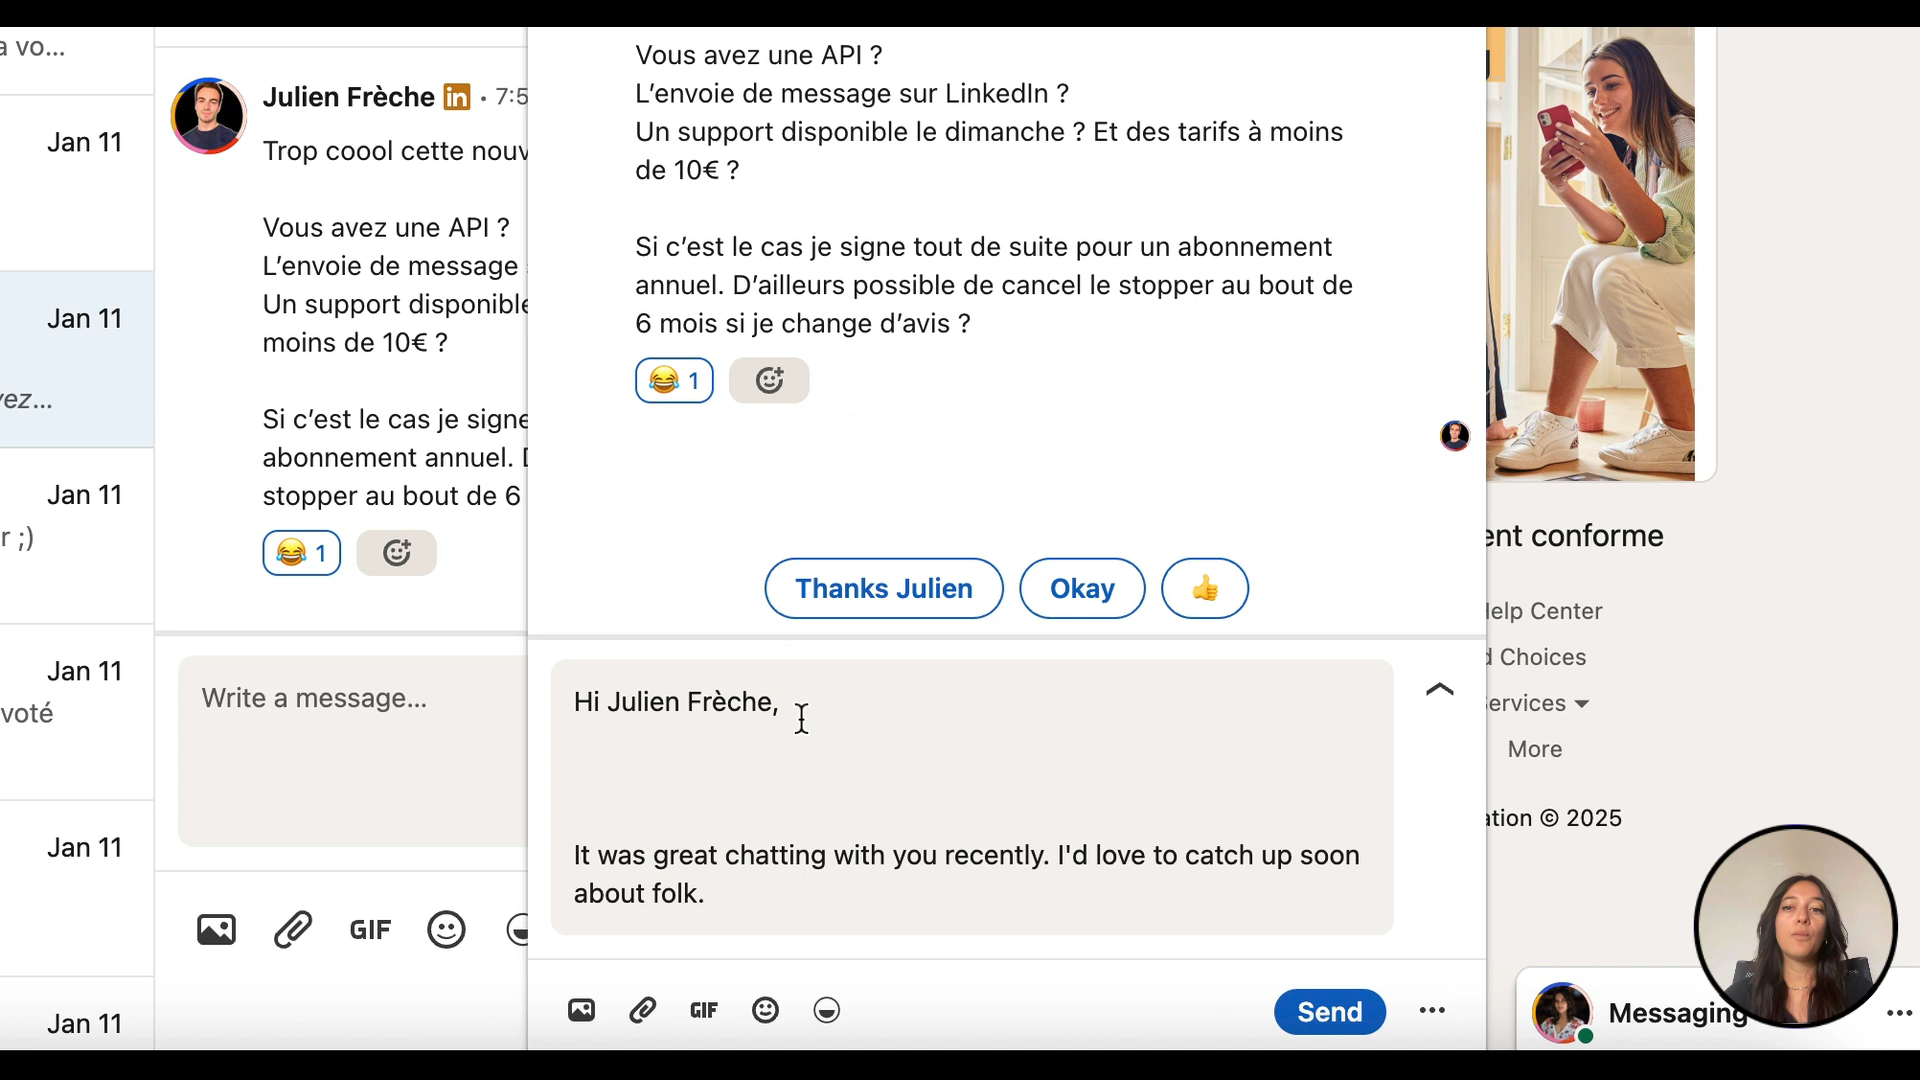 a vo...
Jan 11
Jan 11
vez...
Jan 11
r ;)
Jan 11
voté
Jan 11
Jan 11
Julien Frèche in • 7:5
Trop coool cette nouv
Vous avez une API ?
L’envoie de message
Un support disponible
moins de 10€ ?
Si c’est le cas je signe
abonnement annuel.
stopper au bout de 6
😂 1
Write a message...
GIF
Vous avez une API ?
L’envoie de message sur LinkedIn ?
Un support disponible le dimanche ? Et des tarifs à moins
de 10€ ?
Si c’est le cas je signe tout de suite pour un abonnement
annuel. D’ailleurs possible de cancel le stopper au bout de
6 mois si je change d’avis ?
😂 1
Thanks Julien
Okay
👍
Hi Julien Frèche,
It was great chatting with you recently. I'd love to catch up soon
about folk.
GIF
Send
ent conforme
Help Center
d Choices
Services
More
ation © 2025
Messaging